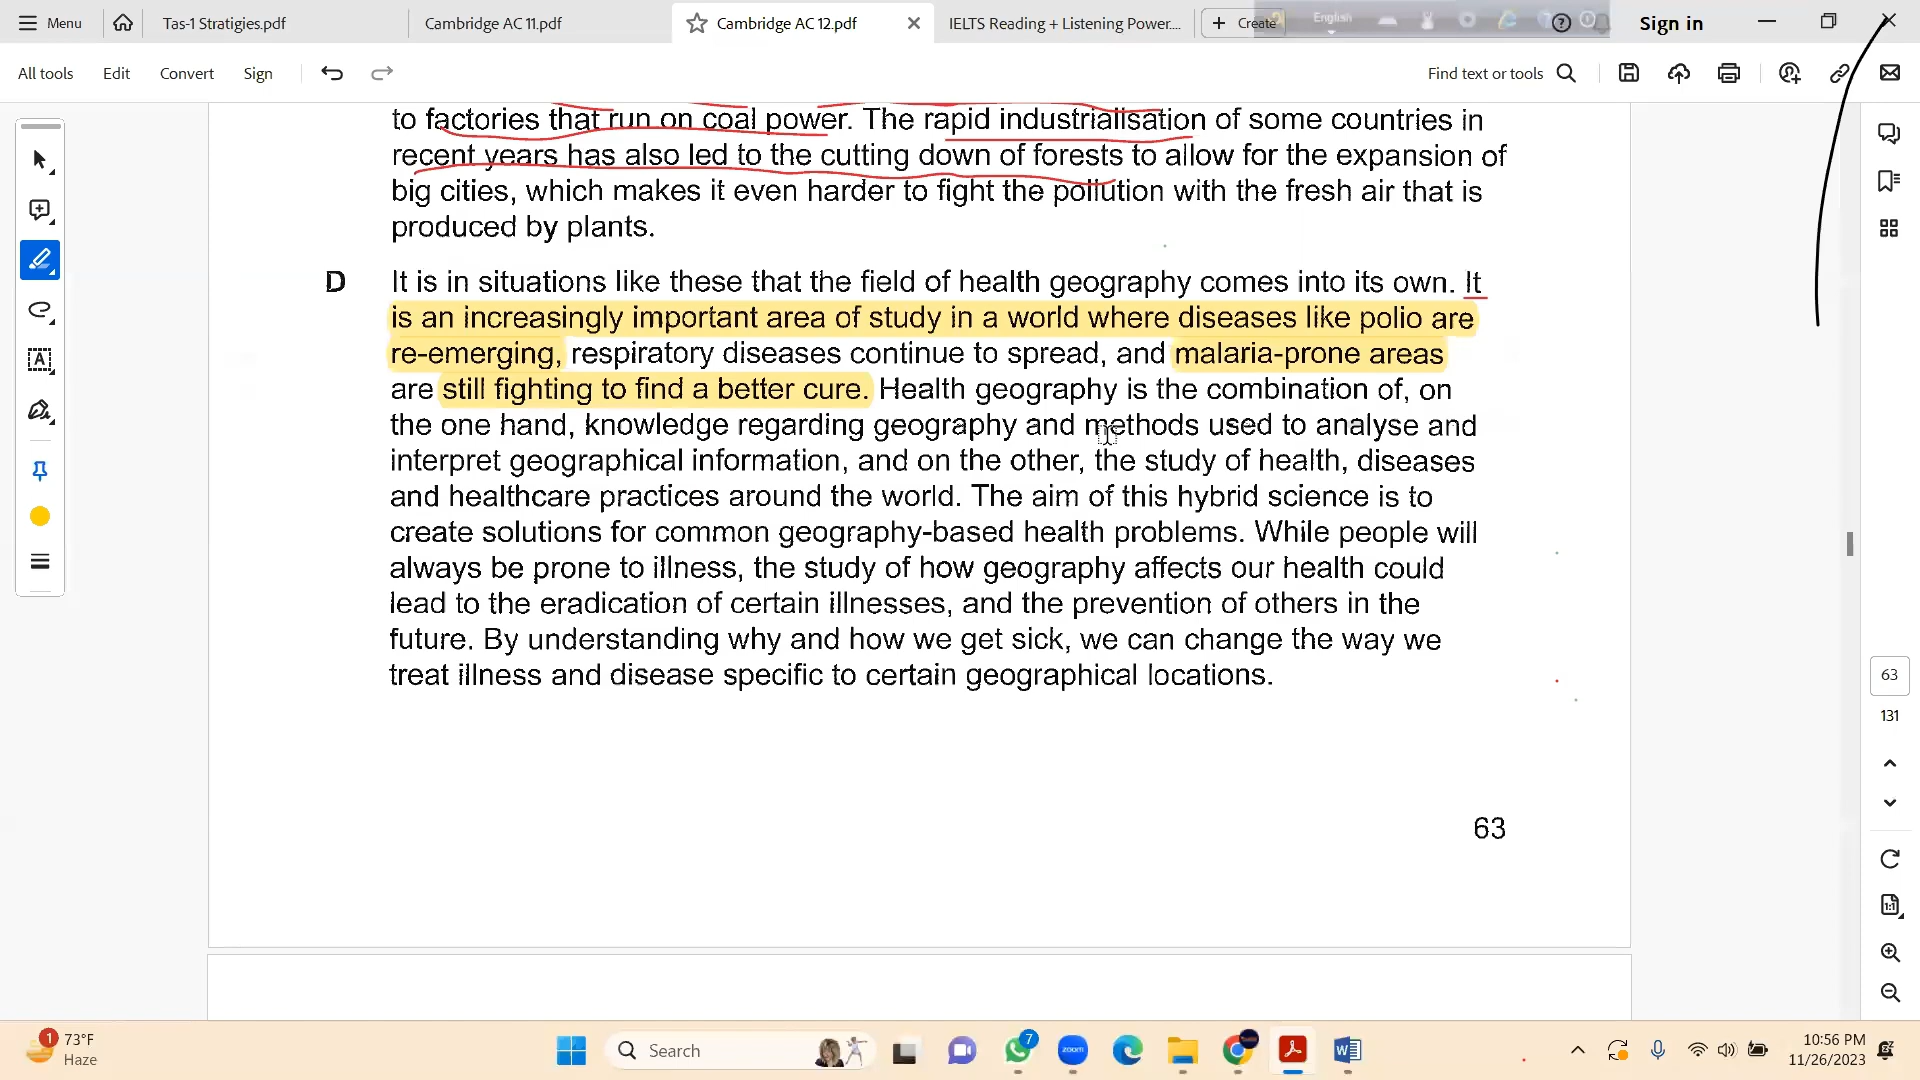 Menu
Tas-1 Stratigies.pdf
Cambridge AC 11.pdf
Cambridge AC 12.pdf
IELTS Reading + Listening Power....
Create
English
Sign in
All tools
Edit
Convert
Sign
Find text or tools
to factories that run on coal power. The rapid industrialisation of some countries in
recent years has also led to the cutting down of forests to allow for the expansion of
big cities, which makes it even harder to fight the pollution with the fresh air that is
produced by plants.
D It is in situations like these that the field of health geography comes into its own. It
is an increasingly important area of study in a world where diseases like polio are
re-emerging, respiratory diseases continue to spread, and malaria-prone areas
are still fighting to find a better cure. Health geography is the combination of, on
the one hand, knowledge regarding geography and methods used to analyse and
interpret geographical information, and on the other, the study of health, diseases
and healthcare practices around the world. The aim of this hybrid science is to
create solutions for common geography-based health problems. While people will
always be prone to illness, the study of how geography affects our health could
lead to the eradication of certain illnesses, and the prevention of others in the
future. By understanding why and how we get sick, we can change the way we
treat illness and disease specific to certain geographical locations.
63
63
131
1
73°F
Haze
Search
7
zoom
10:56 PM
11/26/2023